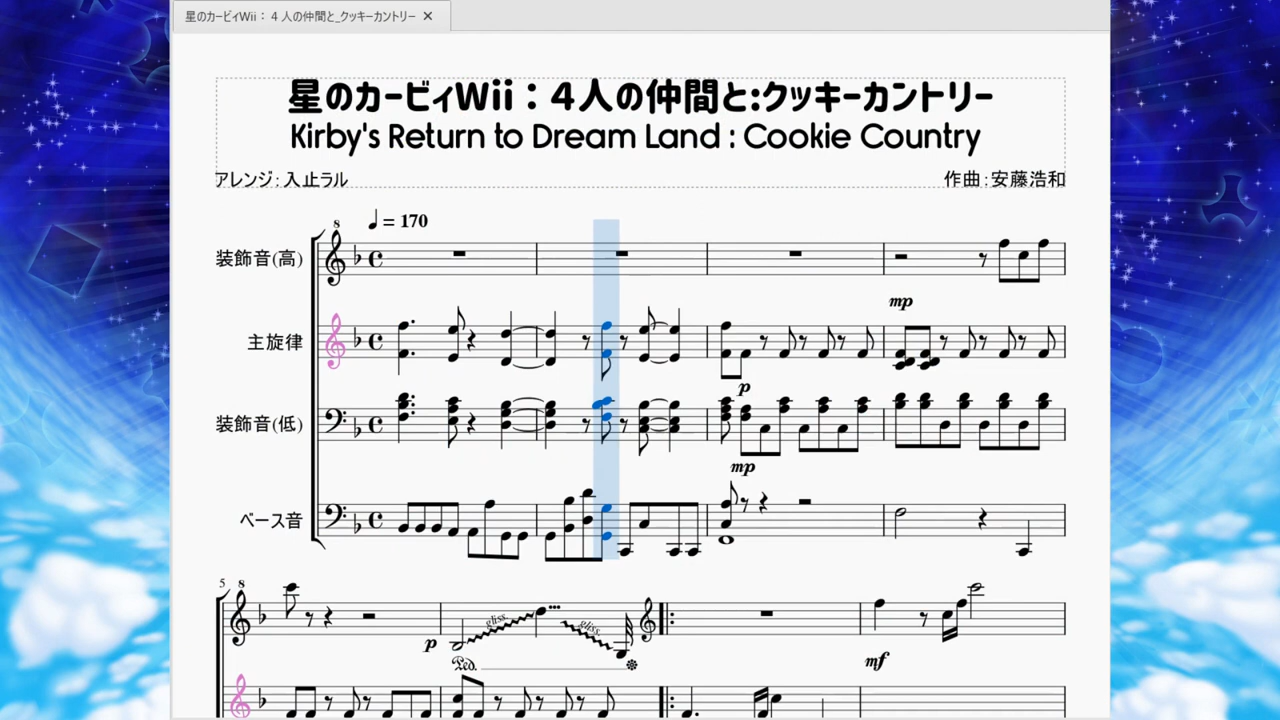 星のカービィWii：４人の仲間と_クッキーカントリー ✕
星のカービィWii：４人の仲間と:クッキーカントリー
Kirby's Return to Dream Land : Cookie Country
アレンジ：入止ラル
作曲：安藤浩和
♩ = 170
8
装飾音(高)
mp
主旋律
p
装飾音(低)
mp
ベース音
5
8
p
gliss.
gliss.
Ped.
mf